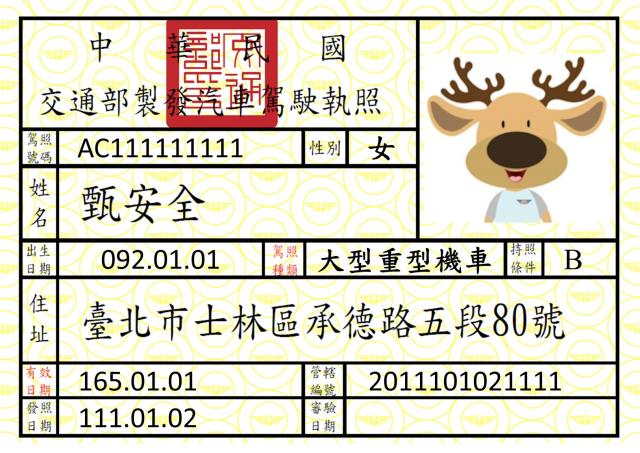 中華民國
交通部製發汽車駕駛執照
駕照號碼 AC111111111 性別 女
姓名 甄安全
出生日期 092.01.01 駕照種類 大型重型機車 持照條件 B
住址 臺北市士林區承德路五段80號
有效日期 165.01.01 管轄編號 2011101021111
發照日期 111.01.02 審驗日期